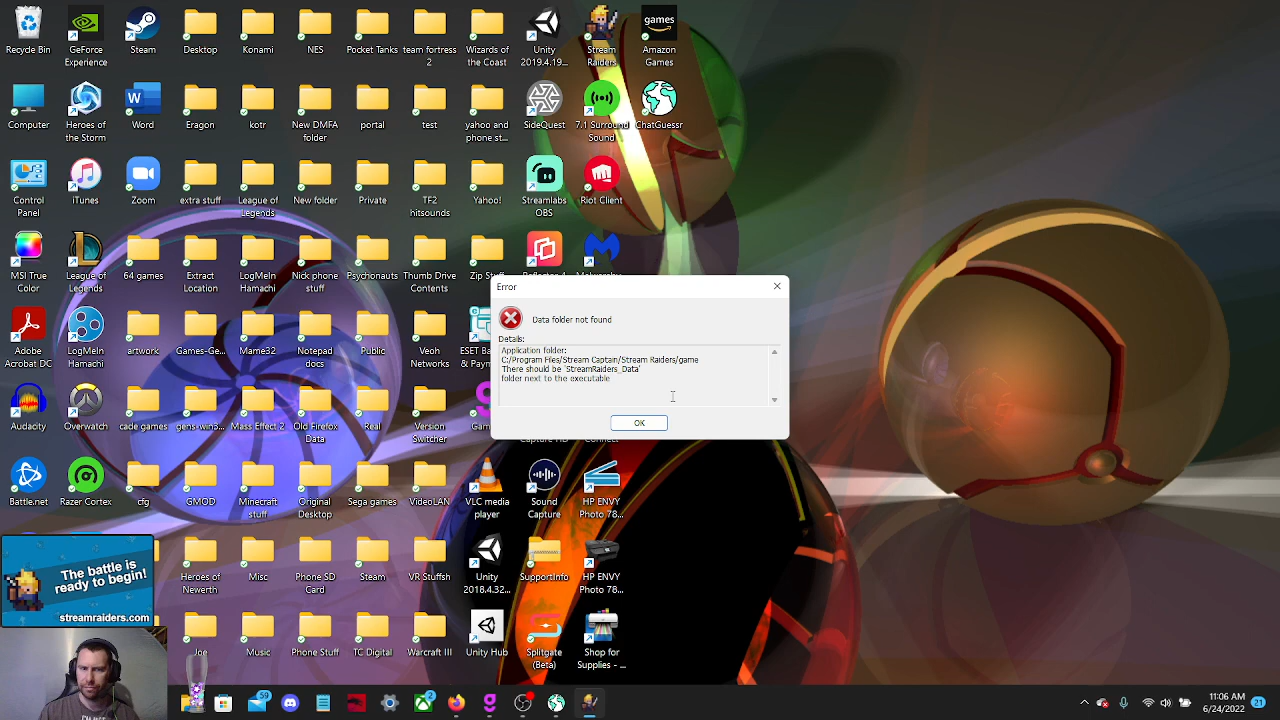 Recycle Bin
GeForce
Experience
Steam
Desktop
Konami
NES
Pocket Tanks
team fortress
2
Wizards of
the Coast
Unity
2019.4.19...
Stream
Raiders
games
Amazon
Games
Computer
Heroes of
the Storm
Word
Eragon
kotr
New DMFA
folder
portal
test
yahoo and
phone st...
SideQuest
7.1 Surround
Sound
ChatGuessr
Control
Panel
iTunes
Zoom
extra stuff
League of
Legends
New folder
Private
TF2
hitsounds
Yahoo!
Streamlabs
OBS
Riot Client
MSI True
Color
League of
Legends
64 games
Extract
Location
LogMeIn
Hamachi
Nick phone
stuff
Psychonauts
Thumb Drive
Contents
Zip Stuff
Error
Data folder not found
Details:
Application folder:
C:/Program Files/Stream Captain/Stream Raiders/game
There should be 'StreamRaiders_Data'
folder next to the executable
OK
Adobe
Acrobat DC
LogMeIn
Hamachi
artwork
Games-Ge...
Mame32
Notepad
docs
Public
Veoh
Networks
ESET Ba
& Payme
Audacity
Overwatch
cade games
gens-win3...
Mass Effect 2
Old Firefox
Data
Real
Version
Switcher
Battle.net
Razer Cortex
cfg
GMOD
Minecraft
stuff
Original
Desktop
Sega games
VideoLAN
VLC media
player
Sound
Capture
HP ENVY
Photo 78...
The battle is
ready to begin!
streamraiders.com
Heroes of
Newerth
Misc
Phone SD
Card
Steam
VR Stuffsh
Unity
2018.4.32...
SupportInfo
HP ENVY
Photo 78...
Joe
Music
Phone Stuff
TC Digital
Warcraft III
Unity Hub
Splitgate
(Beta)
Shop for
Supplies - ...
59
2
11:06 AM
6/24/2022
21